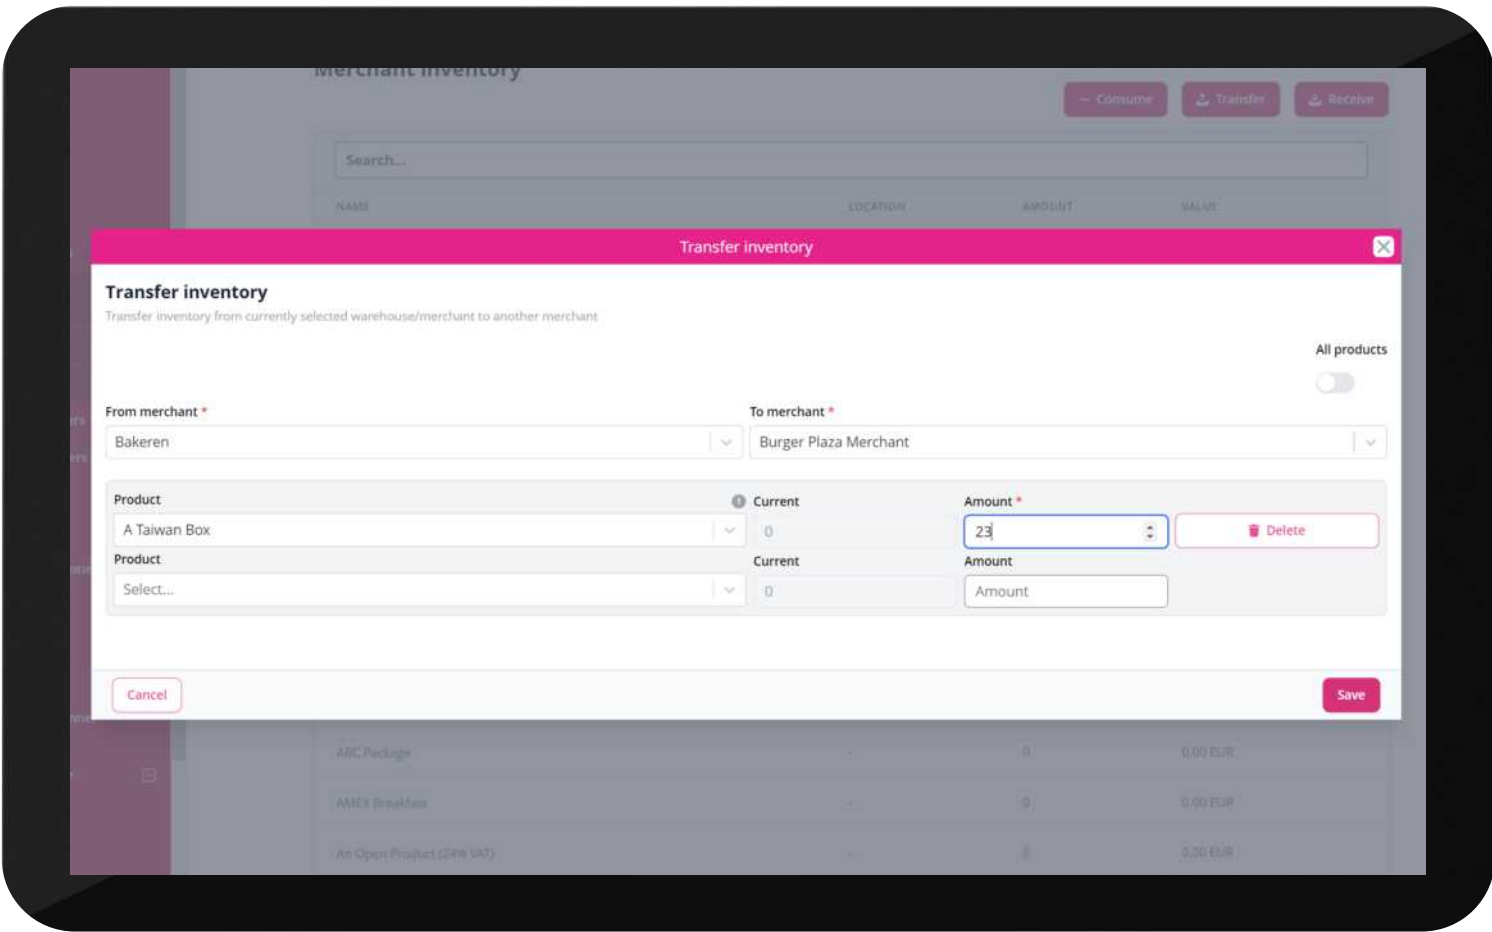 Merchant inventory
− Consume
Transfer
Receive
Search...
NAME LOCATION AMOUNT VALUE
Transfer inventory
Transfer inventory
Transfer inventory from currently selected warehouse/merchant to another merchant
All products
From merchant * To merchant *
Bakeren Burger Plaza Merchant
Product Current Amount *
A Taiwan Box 0 23 Delete
Product Current Amount
Select... 0 Amount
Cancel Save
ABC Package - 0 0.00 EUR
AMEX Breakfast - 0 0.00 EUR
An Open Product (24% VAT) - 0.00 EUR